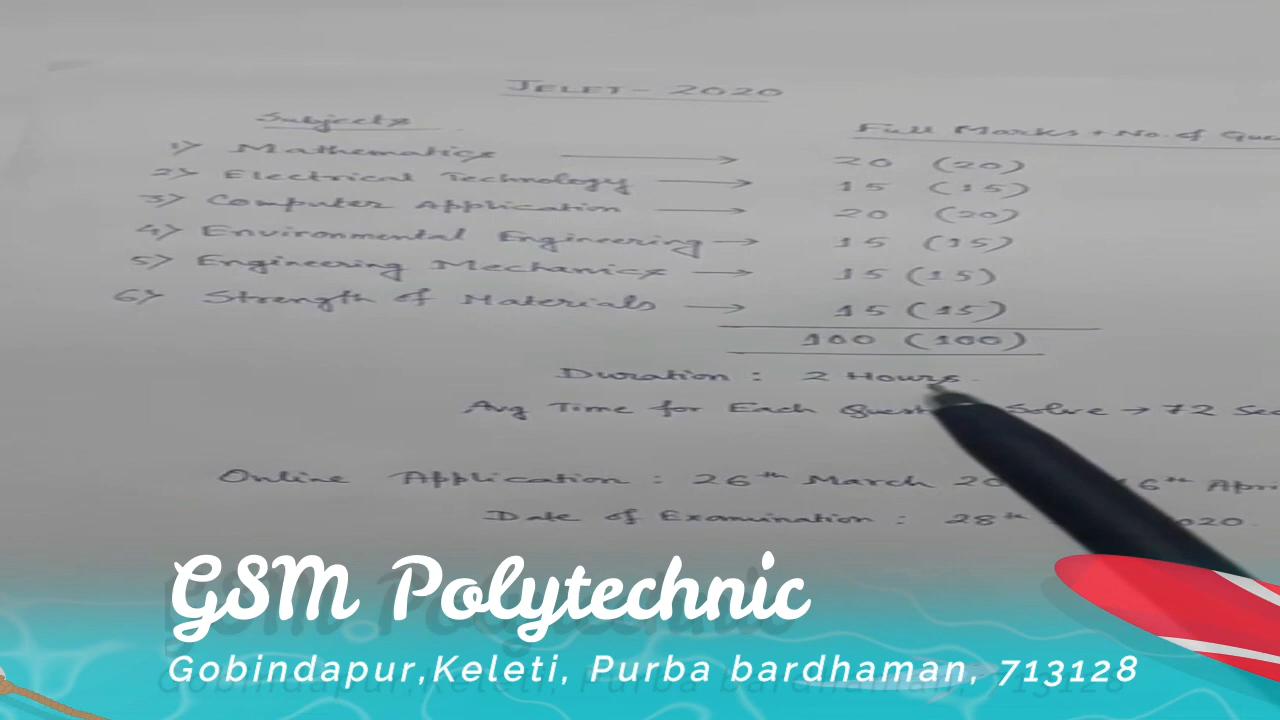 JELET - 2020
Subjects
Full Marks + No. of
1) Mathematics → 20 (20)
2) Electrical Technology → 15 (15)
3) Computer Application → 20 (20)
4) Environmental Engineering → 15 (15)
5) Engineering Mechanics → 15 (15)
6) Strength of Materials → 15 (15)
100 (100)
Duration : 2 Hours.
Avg Time for Each Solve → 72
Online Application : 26th March
Date of Examination : 28th
GSM Polytechnic
Gobindapur,Keleti, Purba bardhaman, 713128